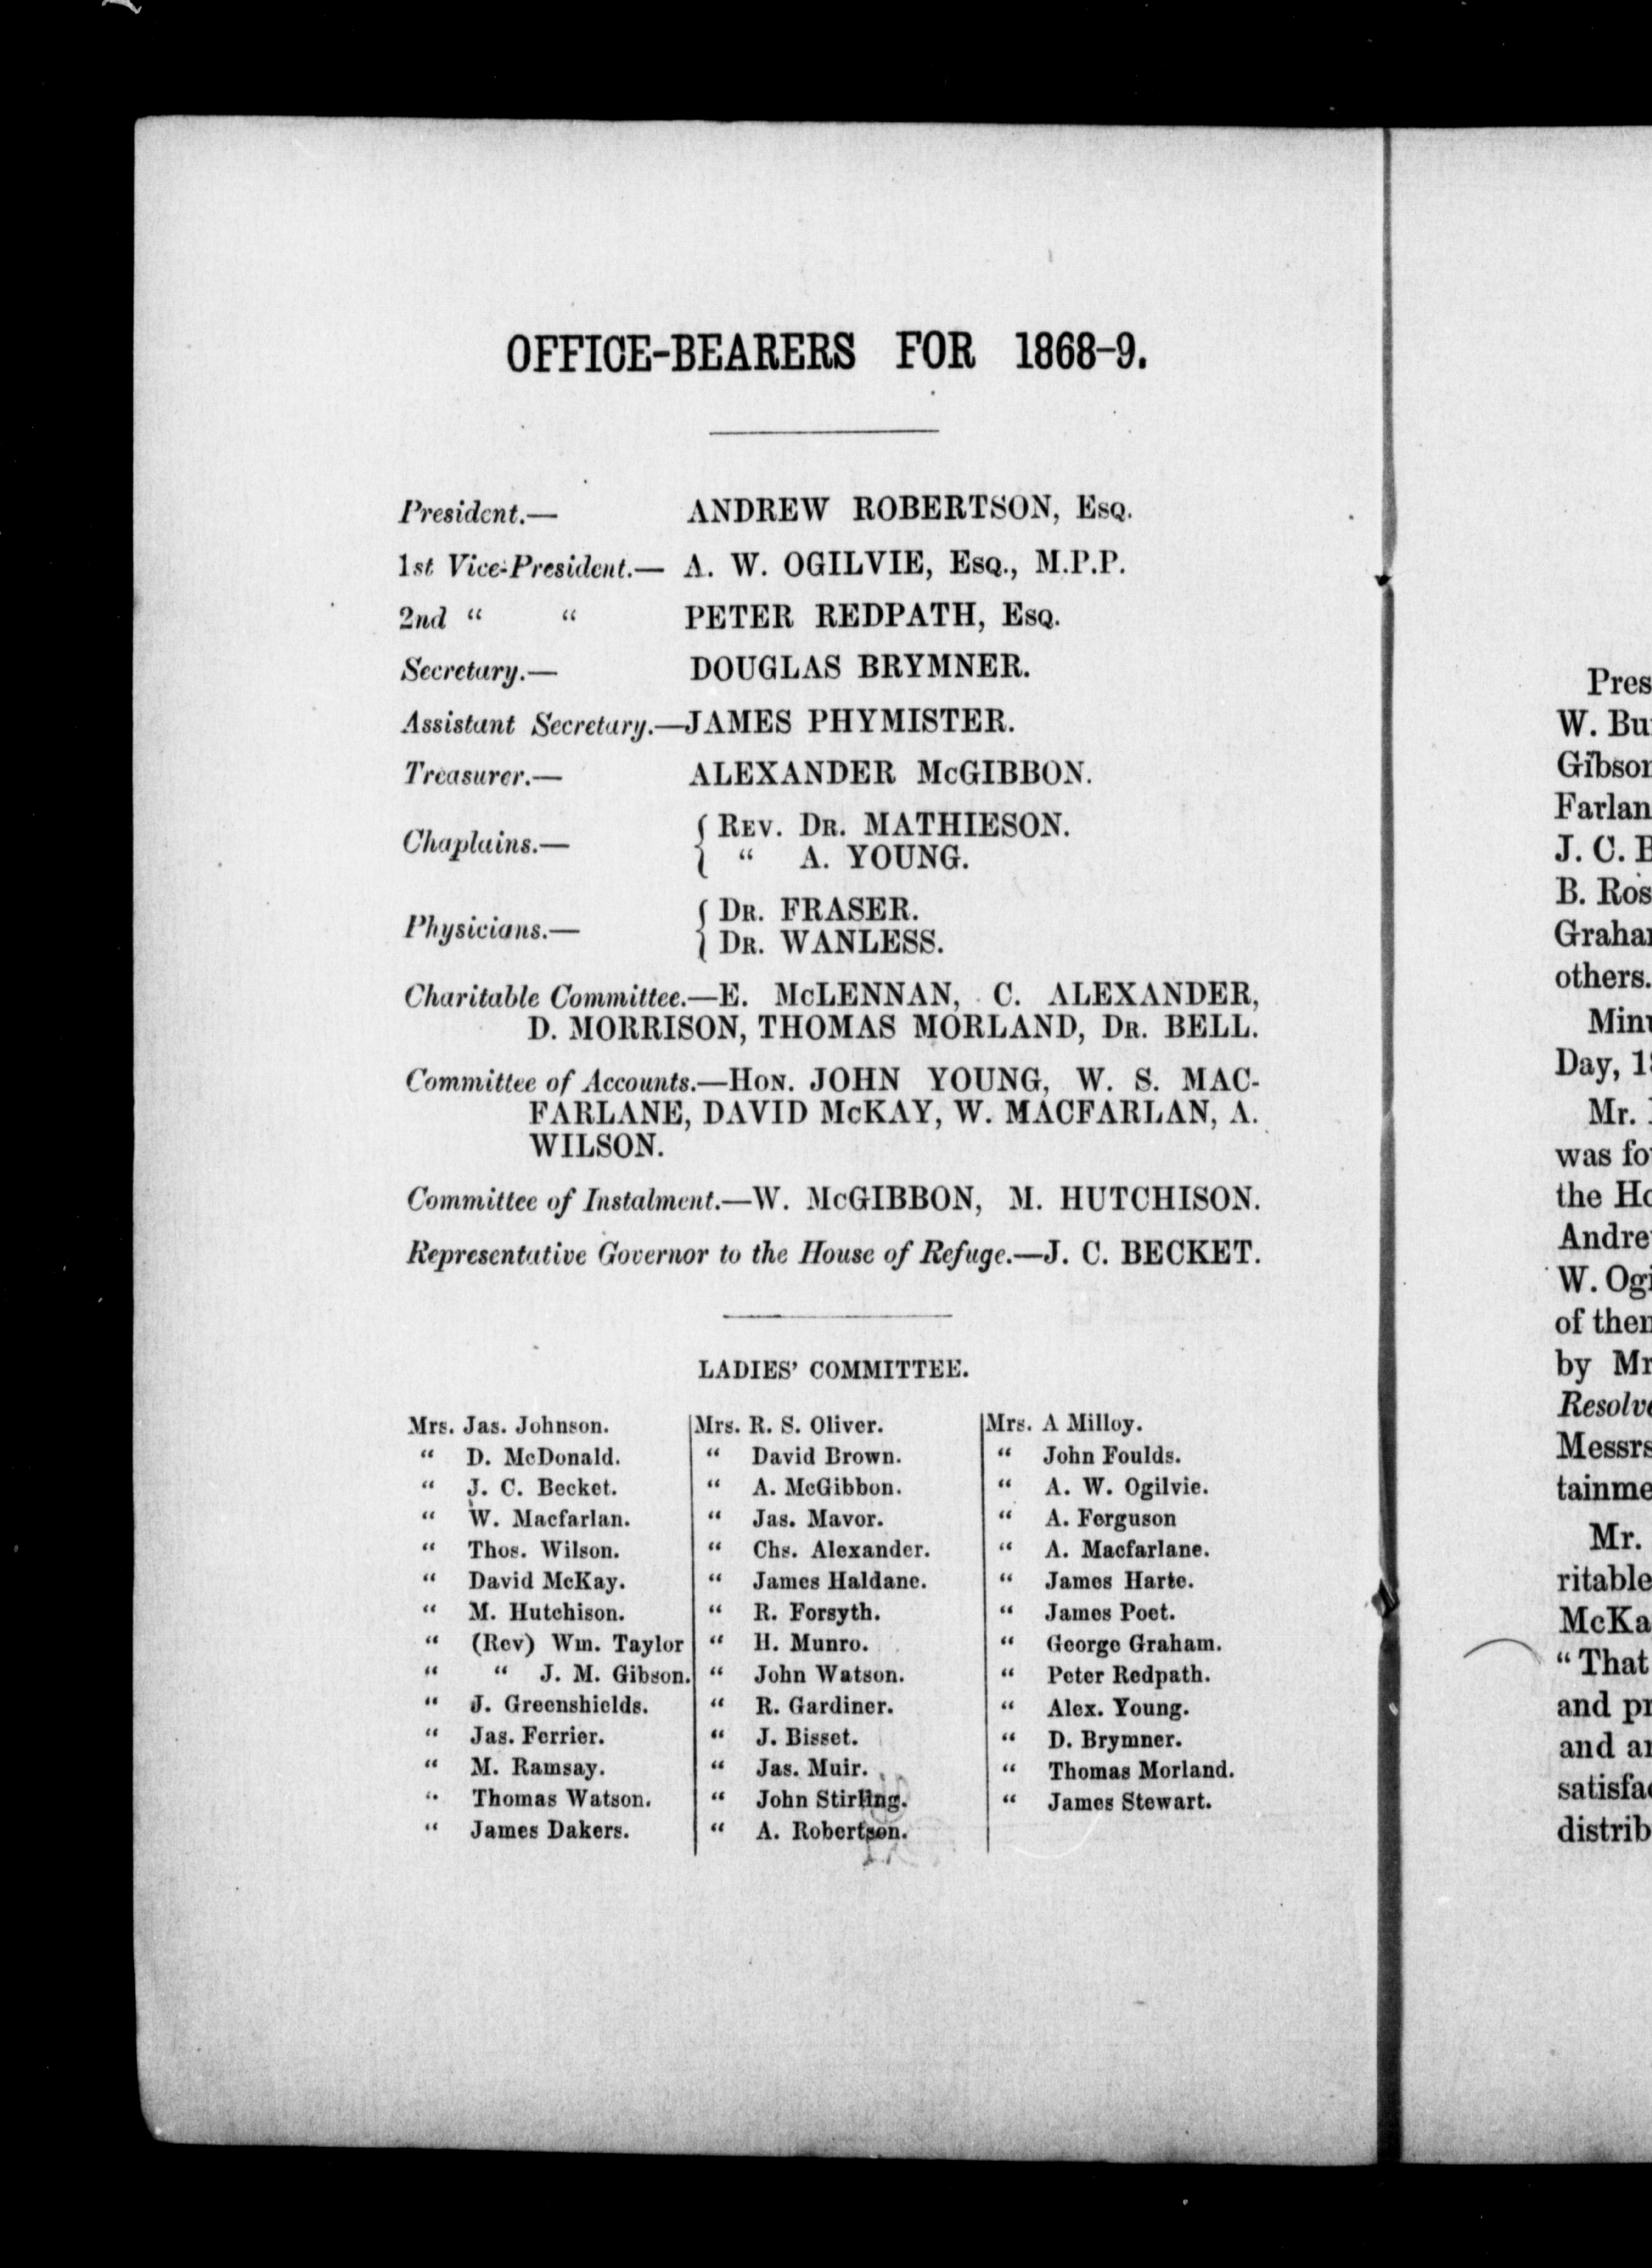 OFFICE-BEARERS FOR 1868-9.
President.— ANDREW ROBERTSON, Esq.
1st Vice-President.— A. W. OGILVIE, Esq., M.P.P.
2nd “ “ PETER REDPATH, Esq.
Secretary.— DOUGLAS BRYMNER.
Assistant Secretary.—JAMES PHYMISTER.
Treasurer.— ALEXANDER McGIBBON.
Chaplains.— { Rev. Dr. MATHIESON.
“ A. YOUNG.
Physicians.— { Dr. FRASER.
Dr. WANLESS.
Charitable Committee.—E. McLENNAN, C. ALEXANDER,
D. MORRISON, THOMAS MORLAND, Dr. BELL.
Committee of Accounts.—Hon. JOHN YOUNG, W. S. MAC-
FARLANE, DAVID McKAY, W. MACFARLAN, A.
WILSON.
Committee of Instalment.—W. McGIBBON, M. HUTCHISON.
Representative Governor to the House of Refuge.—J. C. BECKET.
LADIES’ COMMITTEE.
Mrs. Jas. Johnson.
“ D. McDonald.
“ J. C. Becket.
“ W. Macfarlan.
“ Thos. Wilson.
“ David McKay.
“ M. Hutchison.
“ (Rev) Wm. Taylor
“ “ J. M. Gibson.
“ J. Greenshields.
“ Jas. Ferrier.
“ M. Ramsay.
“ Thomas Watson.
“ James Dakers.
Mrs. R. S. Oliver.
“ David Brown.
“ A. McGibbon.
“ Jas. Mavor.
“ Chs. Alexander.
“ James Haldane.
“ R. Forsyth.
“ H. Munro.
“ John Watson.
“ R. Gardiner.
“ J. Bisset.
“ Jas. Muir.
“ John Stirling.
“ A. Robertson.
Mrs. A Milloy.
“ John Foulds.
“ A. W. Ogilvie.
“ A. Ferguson
“ A. Macfarlane.
“ James Harte.
“ James Poet.
“ George Graham.
“ Peter Redpath.
“ Alex. Young.
“ D. Brymner.
“ Thomas Morland.
“ James Stewart.
Pres
W. Bu
Gibson
Farlan
J. C. B
B. Ros
Graha
others.
Minu
Day, 1
Mr.
was fo
the Ho
Andre
W. Ogi
of then
by Mr
Resolve
Messrs
tainme
Mr.
ritable
McKa
“That
and pr
and a
satisfa
distrib